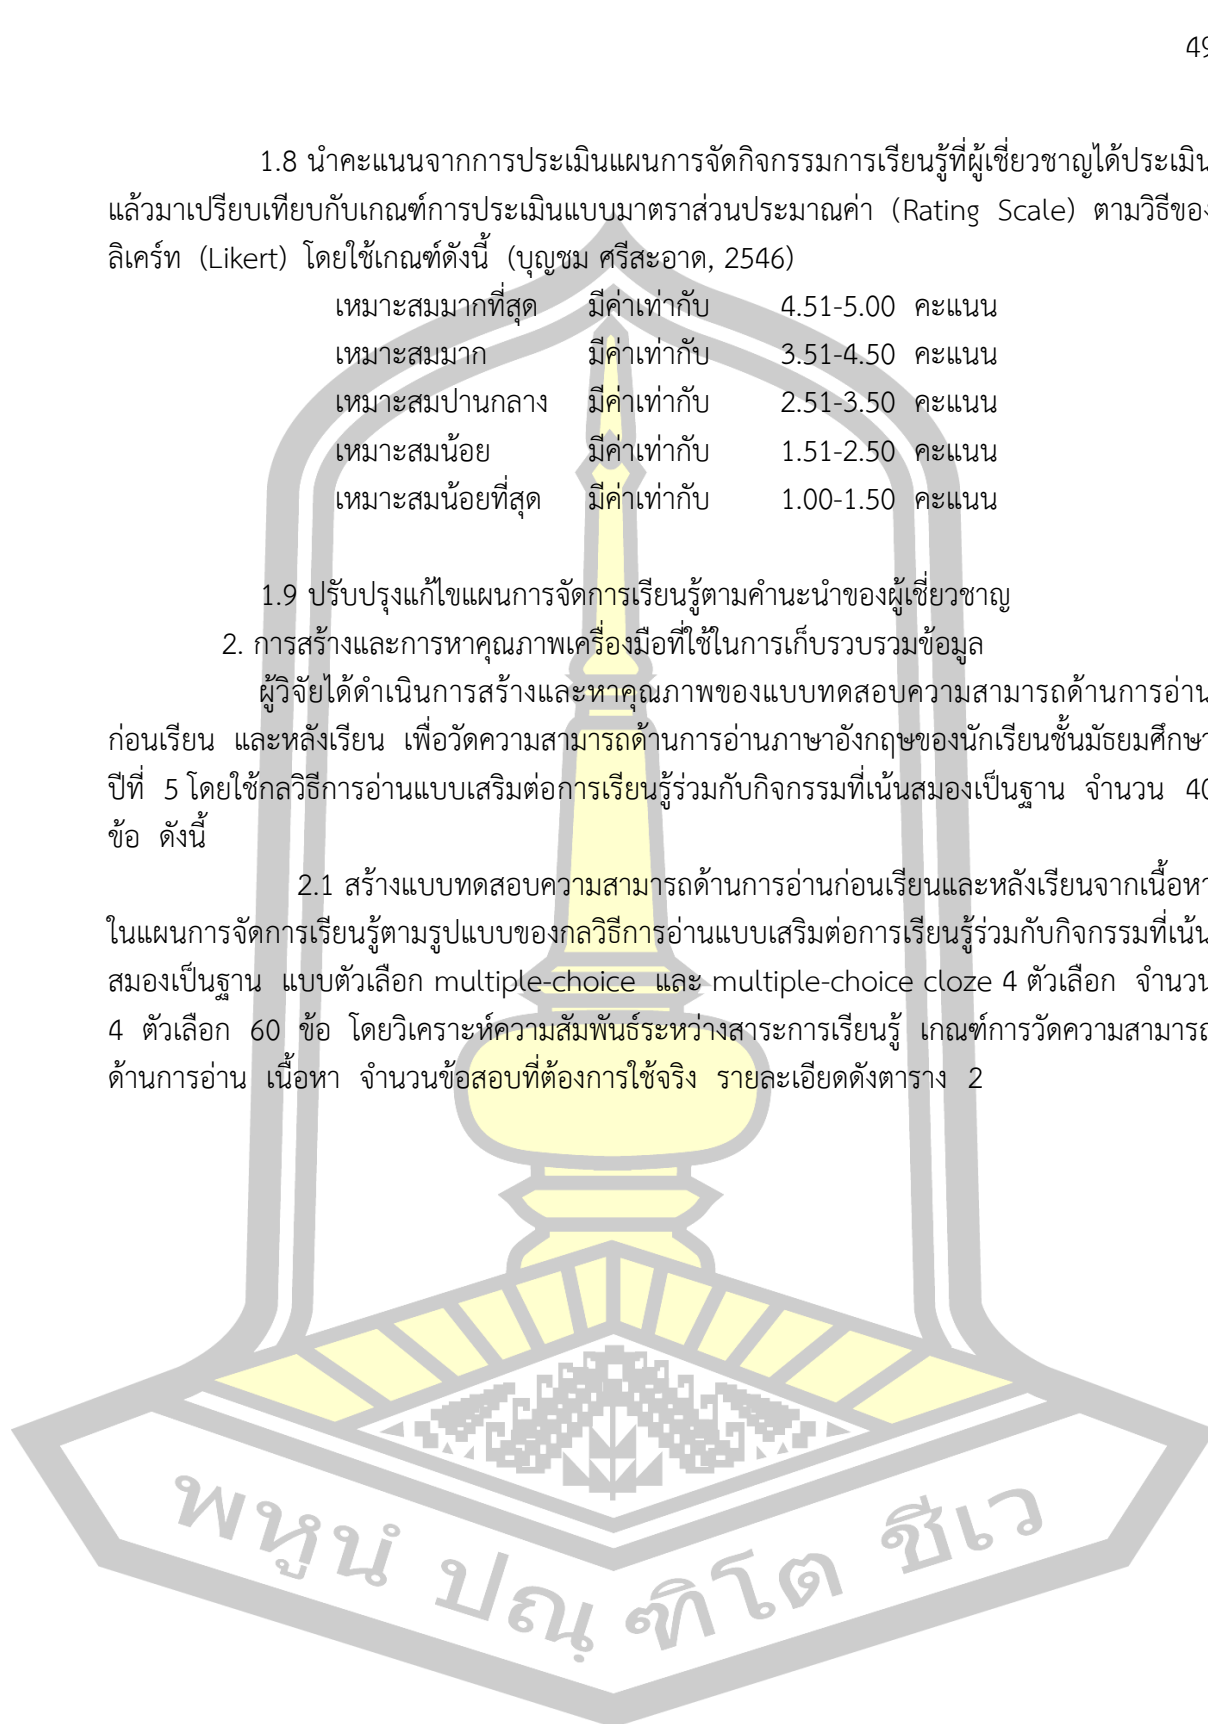 49
1.8 นำคะแนนจากการประเมินแผนการจัดกิจกรรมการเรียนรู้ที่ผู้เชี่ยวชาญได้ประเมิน
แล้วมาเปรียบเทียบกับเกณฑ์การประเมินแบบมาตราส่วนประมาณค่า (Rating Scale) ตามวิธีของ
ลิเคร์ท (Likert) โดยใช้เกณฑ์ดังนี้ (บุญชม ศรีสะอาด, 2546)
เหมาะสมมากที่สุด มีค่าเท่ากับ 4.51-5.00 คะแนน
เหมาะสมมาก มีค่าเท่ากับ 3.51-4.50 คะแนน
เหมาะสมปานกลาง มีค่าเท่ากับ 2.51-3.50 คะแนน
เหมาะสมน้อย มีค่าเท่ากับ 1.51-2.50 คะแนน
เหมาะสมน้อยที่สุด มีค่าเท่ากับ 1.00-1.50 คะแนน
1.9 ปรับปรุงแก้ไขแผนการจัดการเรียนรู้ตามคำนะนำของผู้เชี่ยวชาญ
2. การสร้างและการหาคุณภาพเครื่องมือที่ใช้ในการเก็บรวบรวมข้อมูล
ผู้วิจัยได้ดำเนินการสร้างและหาคุณภาพของแบบทดสอบความสามารถด้านการอ่าน
ก่อนเรียน และหลังเรียน เพื่อวัดความสามารถด้านการอ่านภาษาอังกฤษของนักเรียนชั้นมัธยมศึกษา
ปีที่ 5 โดยใช้กลวิธีการอ่านแบบเสริมต่อการเรียนรู้ร่วมกับกิจกรรมที่เน้นสมองเป็นฐาน จำนวน 40
ข้อ ดังนี้
2.1 สร้างแบบทดสอบความสามารถด้านการอ่านก่อนเรียนและหลังเรียนจากเนื้อหา
ในแผนการจัดการเรียนรู้ตามรูปแบบของกลวิธีการอ่านแบบเสริมต่อการเรียนรู้ร่วมกับกิจกรรมที่เน้น
สมองเป็นฐาน แบบตัวเลือก multiple-choice และ multiple-choice cloze 4 ตัวเลือก จำนวน
4 ตัวเลือก 60 ข้อ โดยวิเคราะห์ความสัมพันธ์ระหว่างสาระการเรียนรู้ เกณฑ์การวัดความสามารถ
ด้านการอ่าน เนื้อหา จำนวนข้อสอบที่ต้องการใช้จริง รายละเอียดดังตาราง 2
พหูนํ ปณฺฑิโต ชีเว